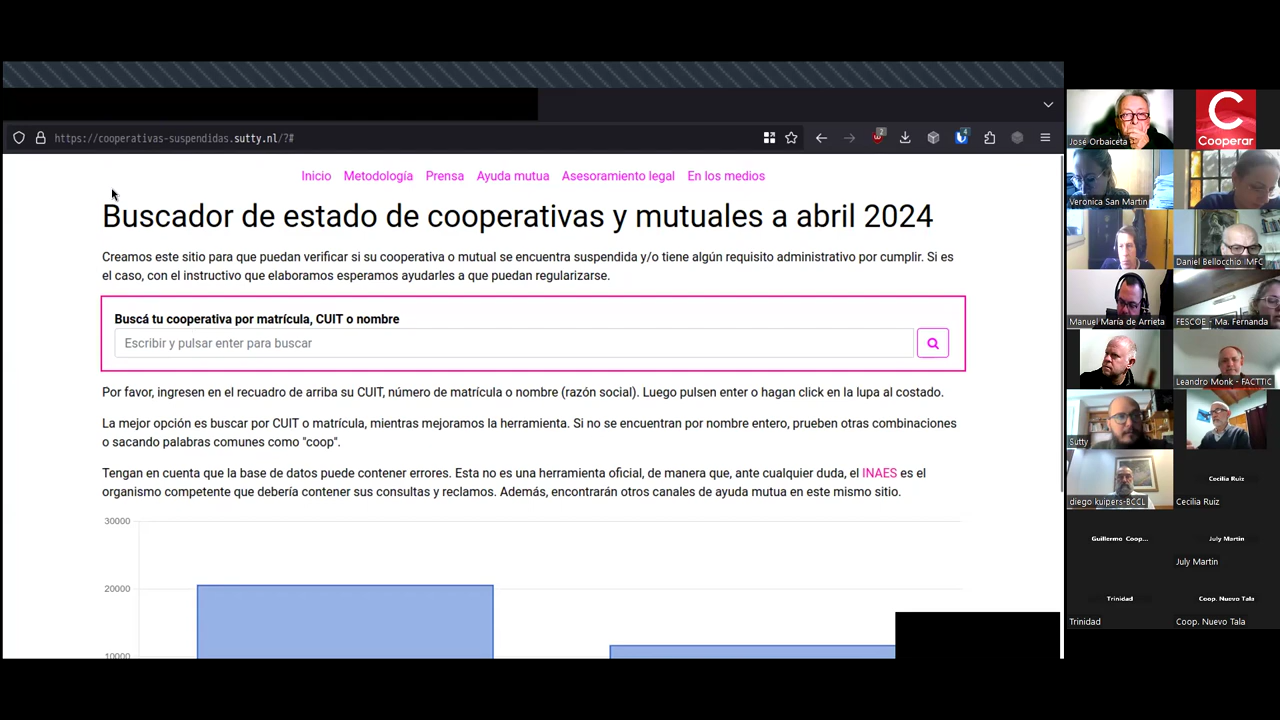 https://cooperativas-suspendidas.sutty.nl/?#
2
4
Inicio Metodología Prensa Ayuda mutua Asesoramiento legal En los medios
Buscador de estado de cooperativas y mutuales a abril 2024
Creamos este sitio para que puedan verificar si su cooperativa o mutual se encuentra suspendida y/o tiene algún requisito administrativo por cumplir. Si es
el caso, con el instructivo que elaboramos esperamos ayudarles a que puedan regularizarse.
Buscá tu cooperativa por matrícula, CUIT o nombre
Escribir y pulsar enter para buscar
Por favor, ingresen en el recuadro de arriba su CUIT, número de matrícula o nombre (razón social). Luego pulsen enter o hagan click en la lupa al costado.
La mejor opción es buscar por CUIT o matrícula, mientras mejoramos la herramienta. Si no se encuentran por nombre entero, prueben otras combinaciones
o sacando palabras comunes como "coop".
Tengan en cuenta que la base de datos puede contener errores. Esta no es una herramienta oficial, de manera que, ante cualquier duda, el INAES es el
organismo competente que debería contener sus consultas y reclamos. Además, encontrarán otros canales de ayuda mutua en este mismo sitio.
30000
20000
10000
José Orbaiceta
C
Cooperar
Veronica San Martin
Daniel Bellocchio IMFC
Manuel María de Arrieta
FESCOE - Ma. Fernanda
Leandro Monk - FACTTIC
Sutty
diego kuipers-BCCL
Cecilia Ruiz
Cecilia Ruiz
Guillermo Coop...
July Martin
July Martin
Trinidad
Coop. Nuevo Tala
Trinidad
Coop. Nuevo Tala